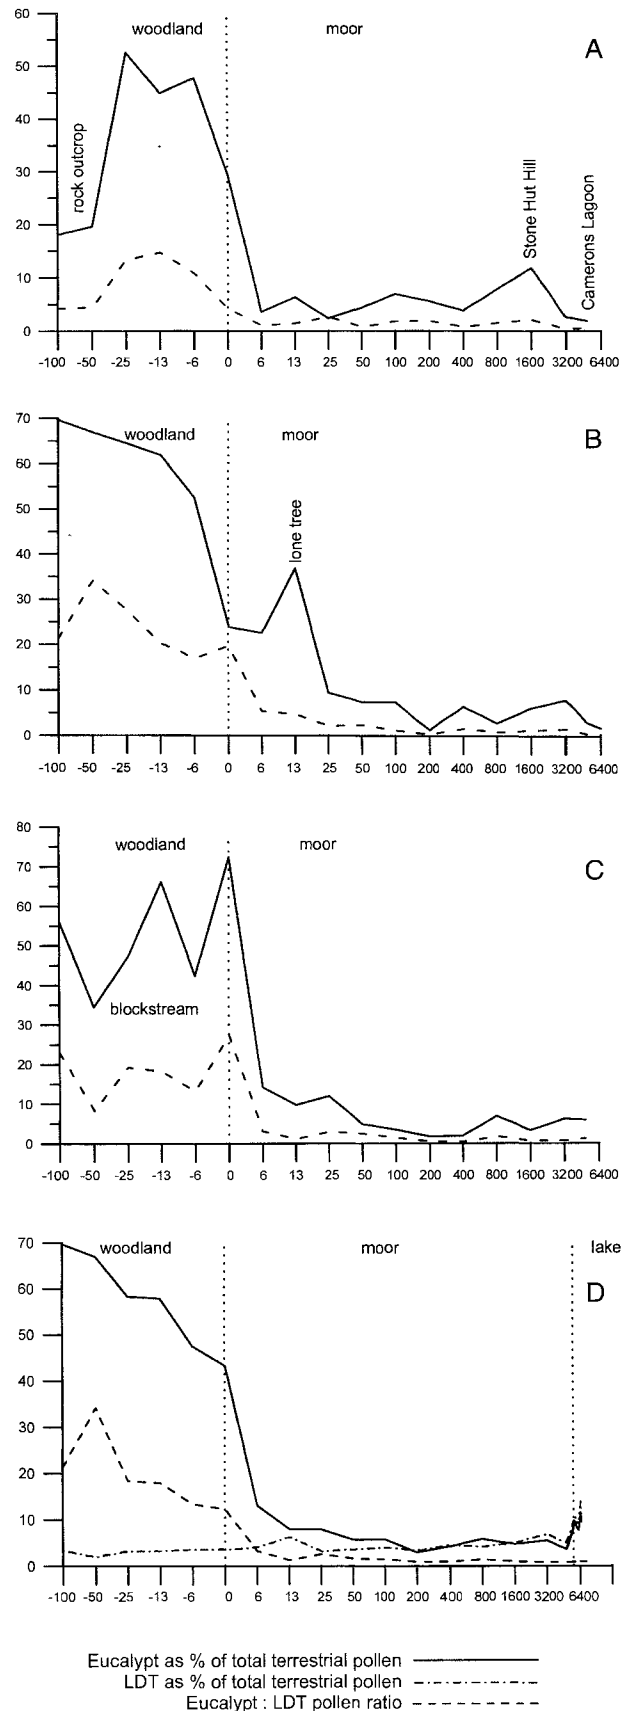 60
woodland moor
A
50
40
rock outcrop
30
Stone Hut Hill
Camerons Lagoon
20
10
0
-100 -50 -25 -13 -6 0 6 13 25 50 100 200 400 800 1600 3200 6400
70
woodland moor
B
60
50
lone tree
40
30
20
10
0
-100 -50 -25 -13 -6 0 6 13 25 50 100 200 400 800 1600 3200 6400
80
woodland moor
C
70
60
50
40
blockstream
30
20
10
0
-100 -50 -25 -13 -6 0 6 13 25 50 100 200 400 800 1600 3200 6400
70
woodland moor lake
D
60
50
40
30
20
10
0
-100 -50 -25 -13 -6 0 6 13 25 50 100 200 400 800 1600 3200 6400
Eucalypt as % of total terrestrial pollen
LDT as % of total terrestrial pollen
Eucalypt : LDT pollen ratio